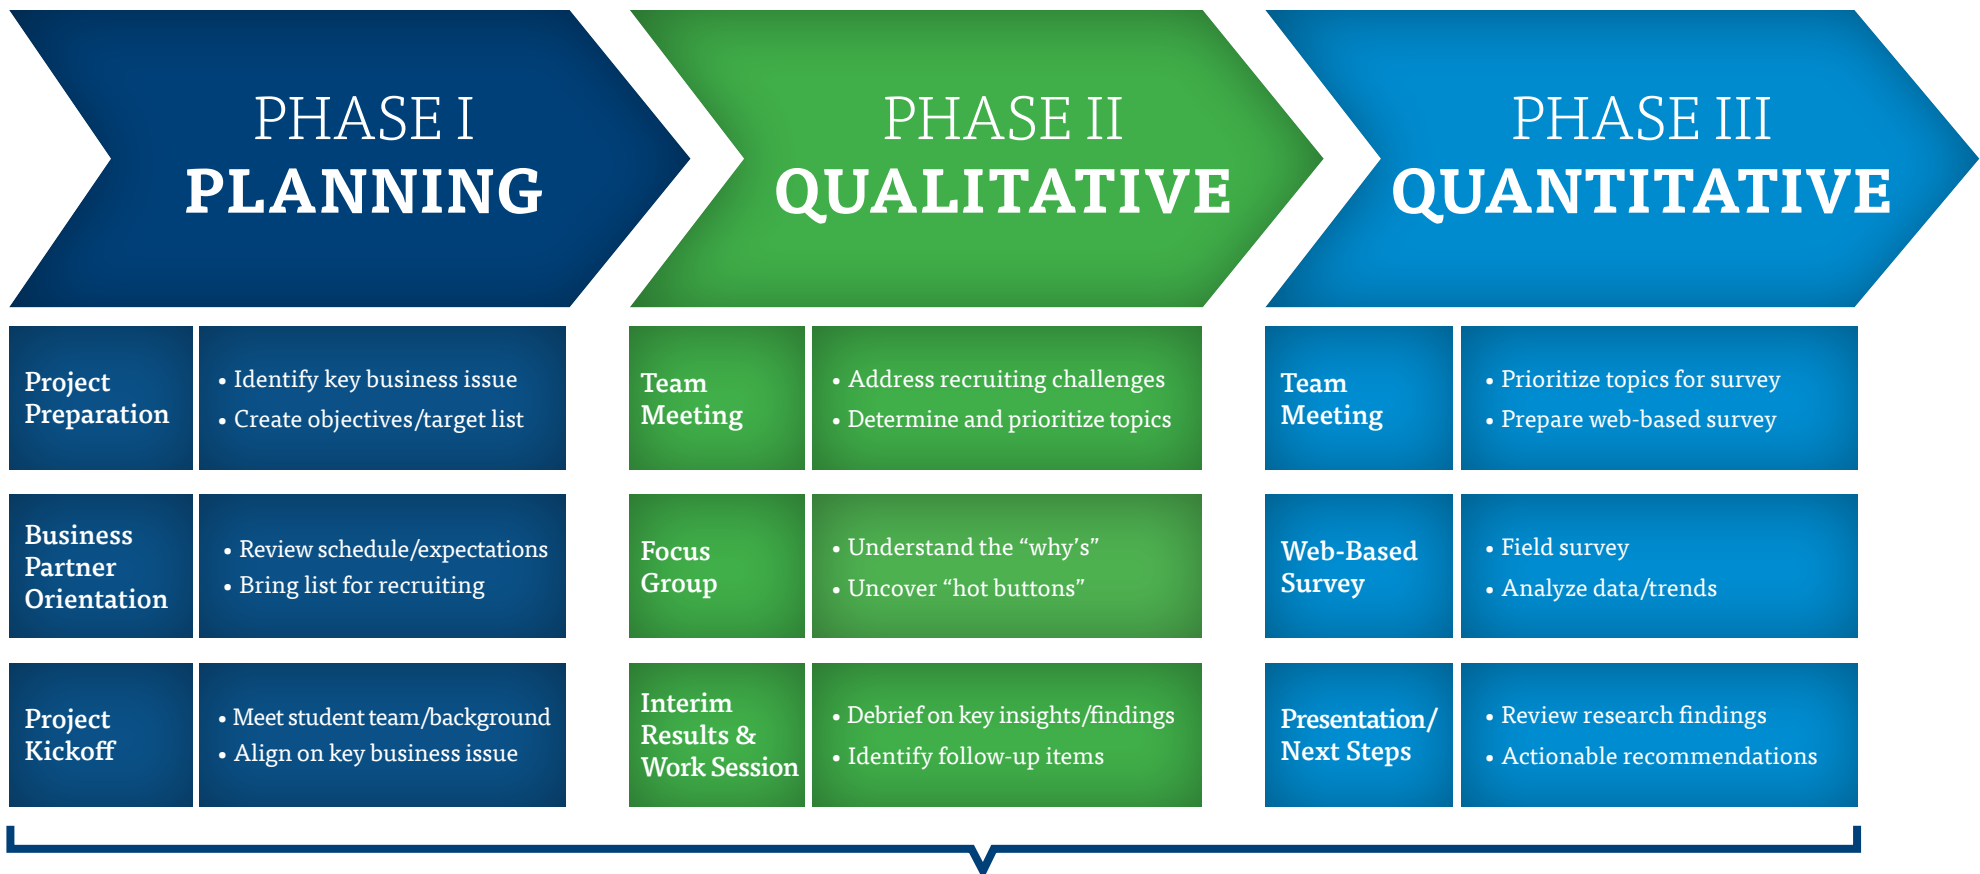 PHASE I
PLANNING
Project
Preparation
• Identify key business issue
• Create objectives/target list
Business
Partner
Orientation
• Review schedule/expectations
• Bring list for recruiting
Project
Kickoff
• Meet student team/background
• Align on key business issue
PHASE II
QUALITATIVE
Team
Meeting
• Address recruiting challenges
• Determine and prioritize topics
Focus
Group
• Understand the “why’s”
• Uncover “hot buttons”
Interim
Results &
Work Session
• Debrief on key insights/findings
• Identify follow-up items
PHASE III
QUANTITATIVE
Team
Meeting
• Prioritize topics for survey
• Prepare web-based survey
Web-Based
Survey
• Field survey
• Analyze data/trends
Presentation/
Next Steps
• Review research findings
• Actionable recommendations